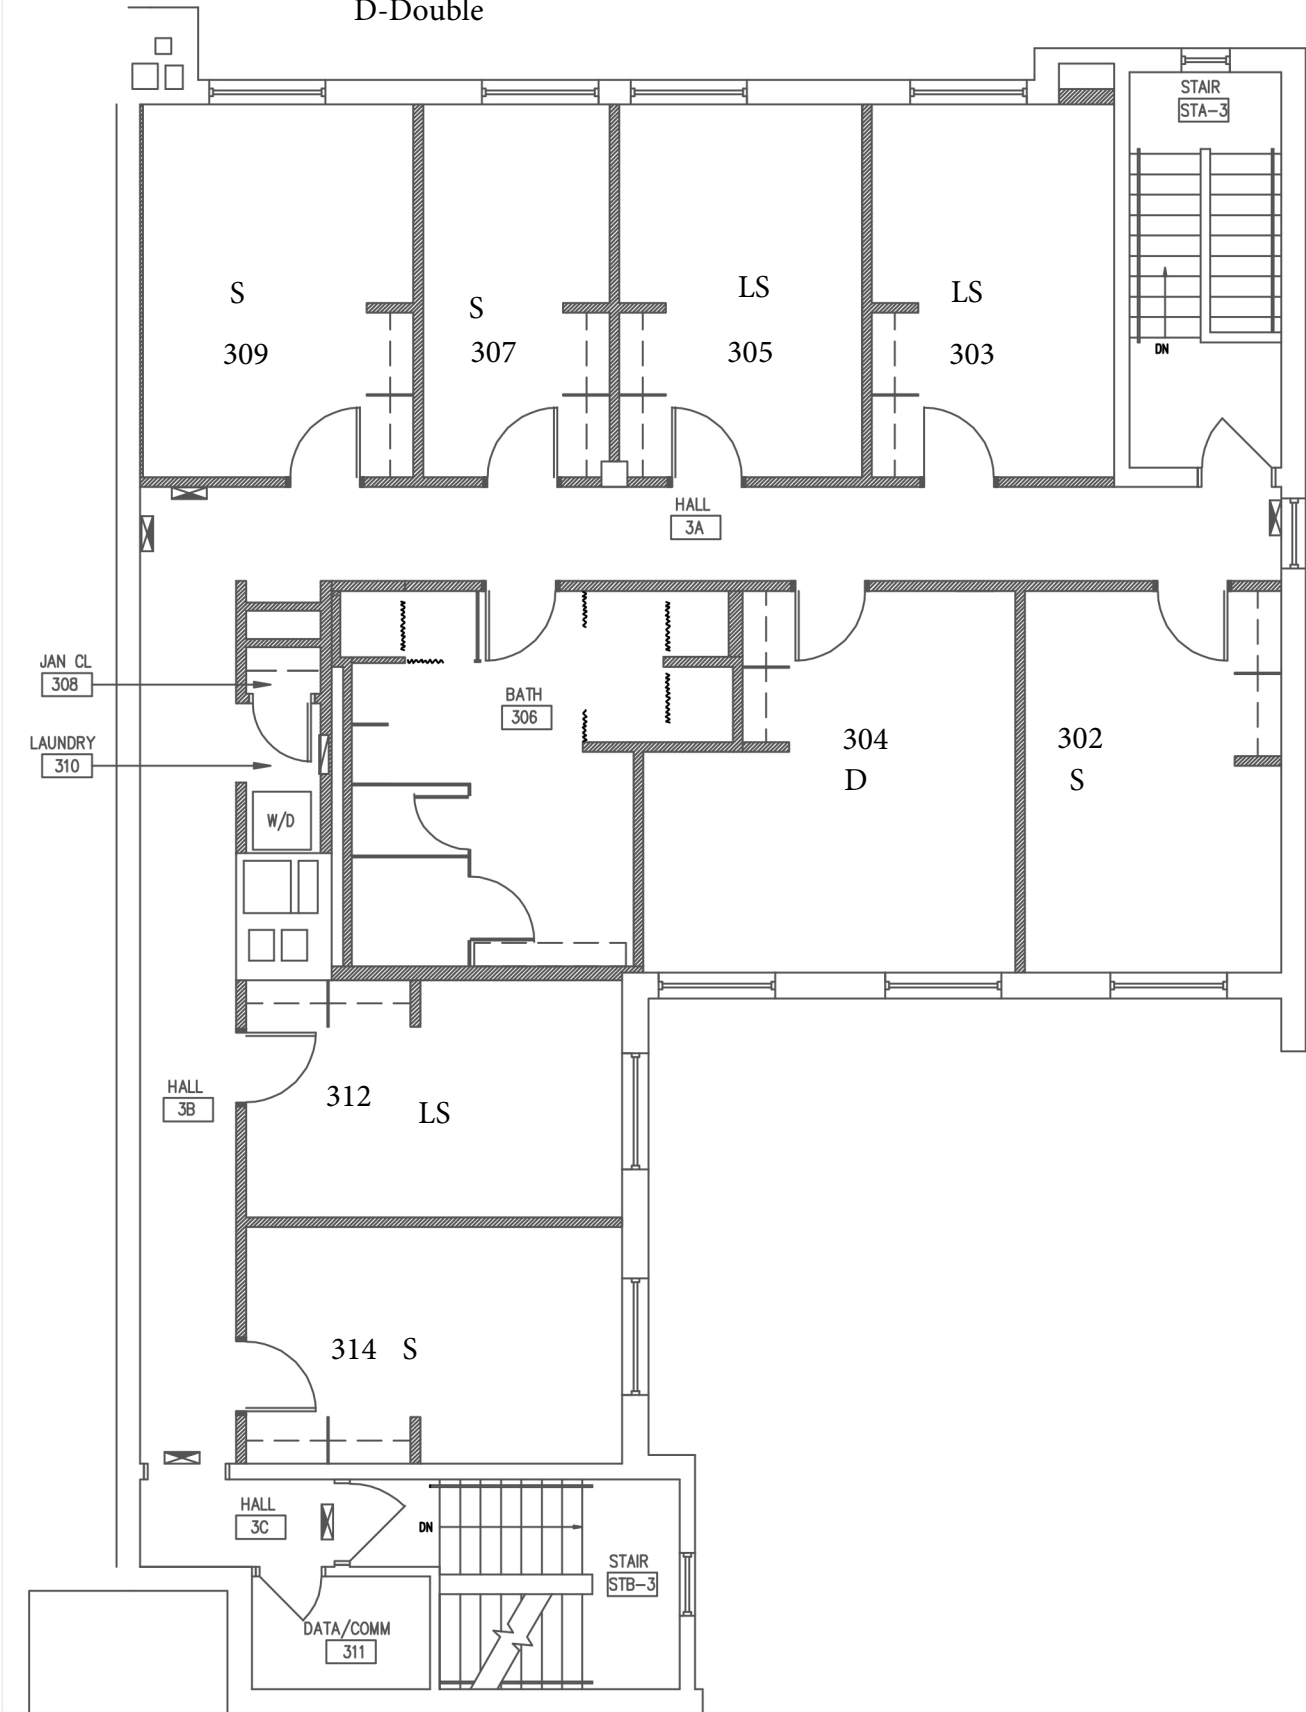 D-Double
STAIR
STA-3
S
309
S
307
LS
305
LS
303
DN
HALL
3A
JAN CL
308
LAUNDRY
310
W/D
BATH
306
304
D
302
S
HALL
3B
312 LS
314 S
HALL
3C
DN
STAIR
STB-3
DATA/COMM
311